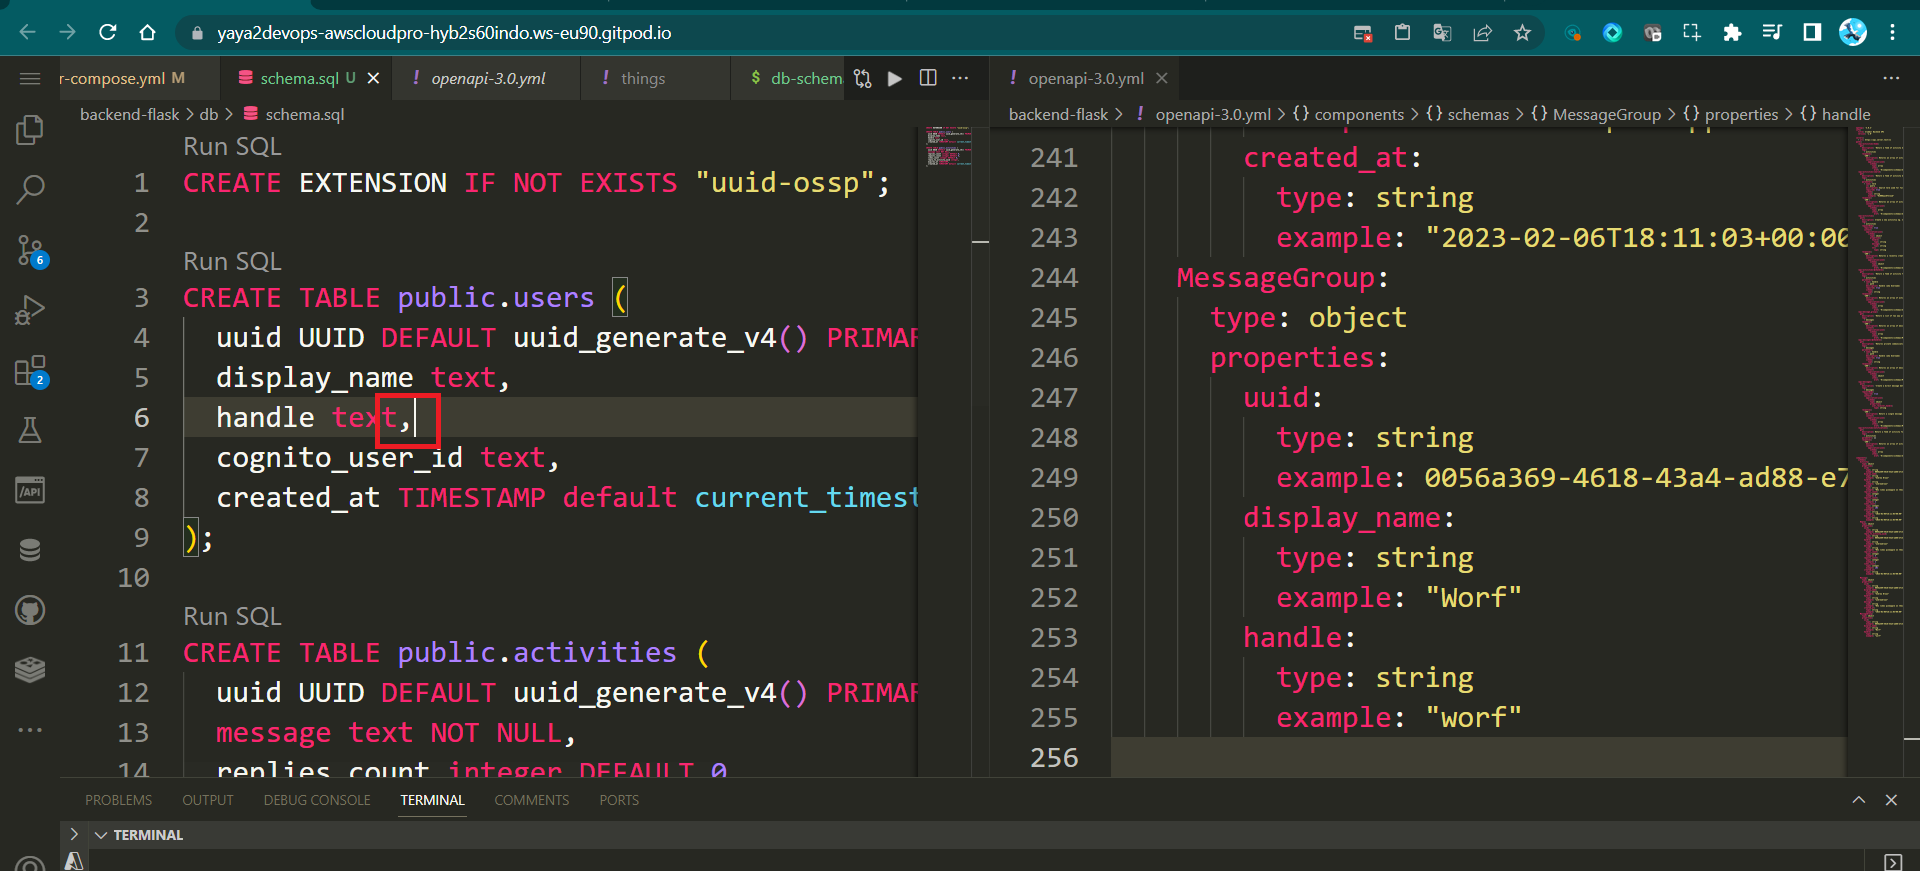 yaya2devops-awscloudpro-hyb2s60indo.ws-eu90.gitpod.io
r-compose.yml M
schema.sql U
! openapi-3.0.yml
! things
$ db-schem
! openapi-3.0.yml
backend-flask > db > schema.sql
backend-flask > ! openapi-3.0.yml > {} components > {} schemas > {} MessageGroup > {} properties > {} handle
Run SQL
1 CREATE EXTENSION IF NOT EXISTS "uuid-ossp";
2
Run SQL
3 CREATE TABLE public.users (
4 uuid UUID DEFAULT uuid_generate_v4() PRIMAR
5 display_name text,
6 handle text,
7 cognito_user_id text,
8 created_at TIMESTAMP default current_timest
9 );
10
Run SQL
11 CREATE TABLE public.activities (
12 uuid UUID DEFAULT uuid_generate_v4() PRIMAR
13 message text NOT NULL,
14 replies_count integer DEFAULT 0
241 created_at:
242 type: string
243 example: "2023-02-06T18:11:03+00:00
244 MessageGroup:
245 type: object
246 properties:
247 uuid:
248 type: string
249 example: 0056a369-4618-43a4-ad88-e7
250 display_name:
251 type: string
252 example: "Worf"
253 handle:
254 type: string
255 example: "worf"
256
6
2
/API
PROBLEMS OUTPUT DEBUG CONSOLE TERMINAL COMMENTS PORTS
TERMINAL